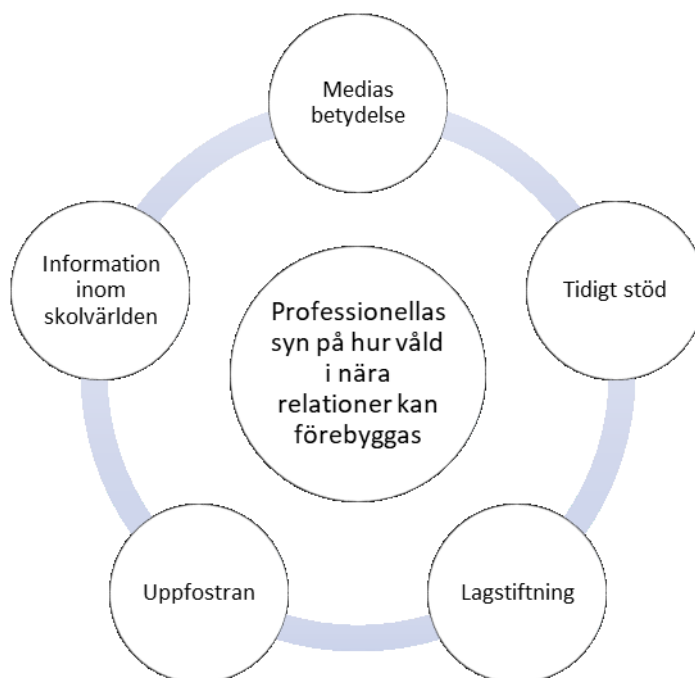 Medias
betydelse
Tidigt stöd
Lagstiftning
Uppfostran
Information
inom
skolvärlden
Professionellas
syn på hur våld
i nära
relationer kan
förebyggas